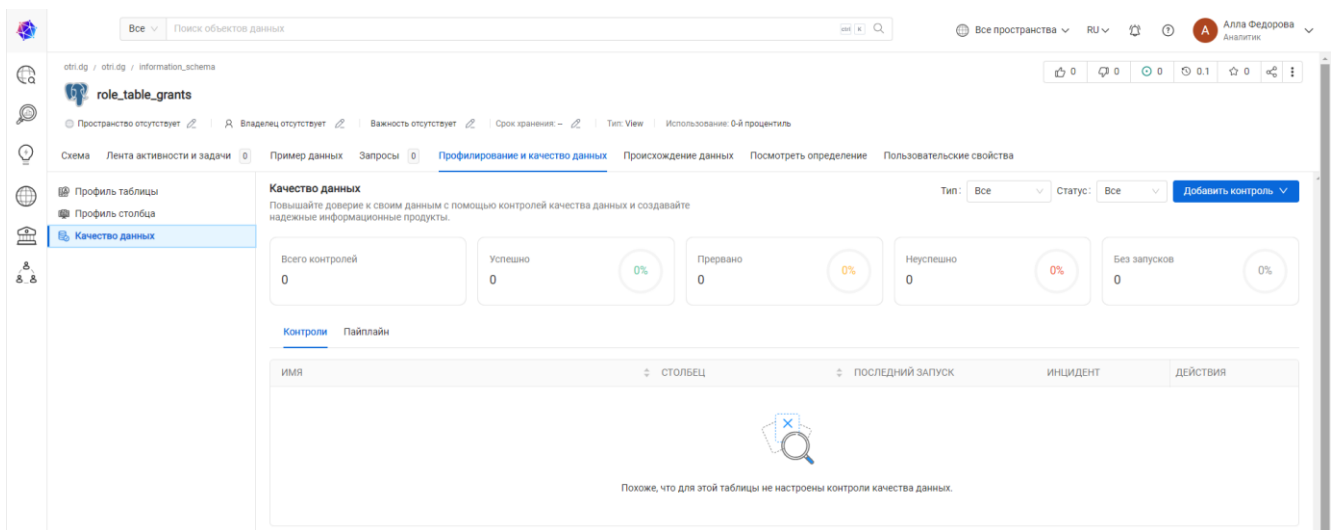 Все Поиск объектов данных Все пространства RU A Алла Федорова
Аналитик
otri.dg / otri.dg / information_schema 0 0 0 0.1 0
role_table_grants
Пространство отсутствует Владелец отсутствует Важность отсутствует Срок хранения: – Тип: View Использование: 0-й процентиль
Схема Лента активности и задачи 0 Пример данных Запросы 0 Профилирование и качество данных Происхождение данных Посмотреть определение Пользовательские свойства
Профиль таблицы
Профиль столбца
Качество данных
Качество данных
Повышайте доверие к своим данным с помощью контролей качества данных и создавайте
надежные информационные продукты.
Тип: Все Статус: Все Добавить контроль
Всего контролей
0
Успешно
0
0%
Прервано
0
0%
Неуспешно
0
0%
Без запусков
0
0%
Контроли Пайплайн
ИМЯ СТОЛБЕЦ ПОСЛЕДНИЙ ЗАПУСК ИНЦИДЕНТ ДЕЙСТВИЯ
Похоже, что для этой таблицы не настроены контроли качества данных.